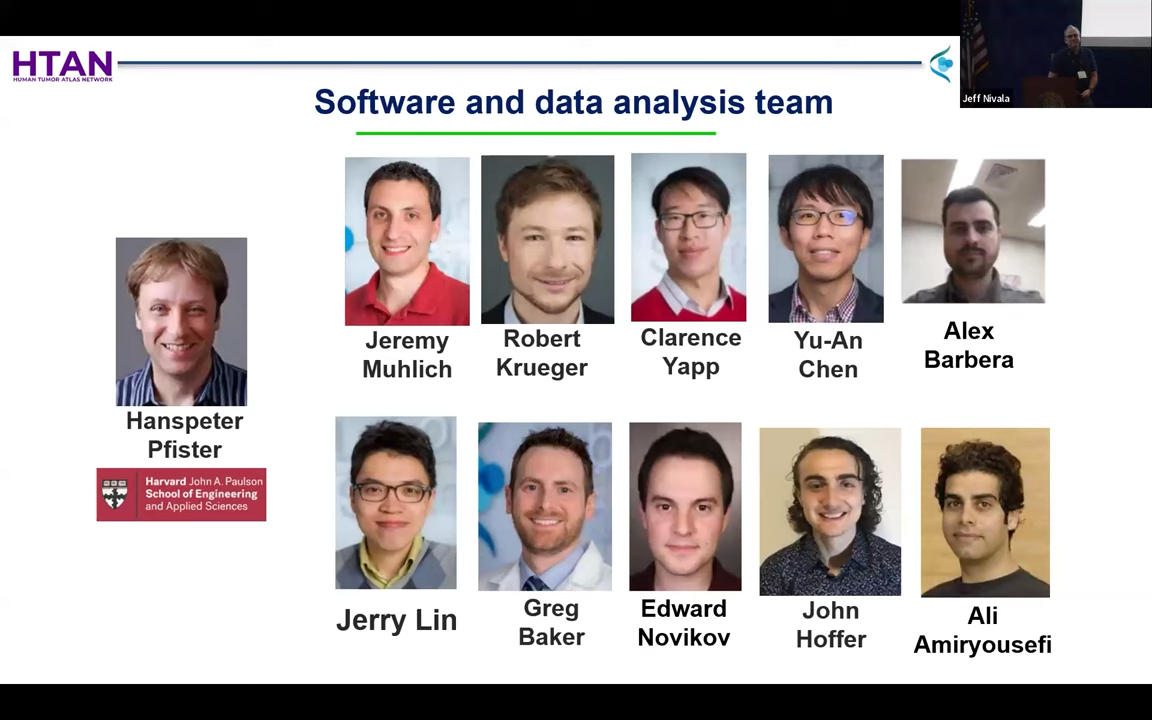 HTAN
HUMAN TUMOR ATLAS NETWORK
Jeff Nivala
Software and data analysis team
Jeremy
Muhlich
Robert
Krueger
Clarence
Yapp
Yu-An
Chen
Alex
Barbera
Hanspeter
Pfister
Harvard John A. Paulson
School of Engineering
and Applied Sciences
Jerry Lin
Greg
Baker
Edward
Novikov
John
Hoffer
Ali
Amiryousefi